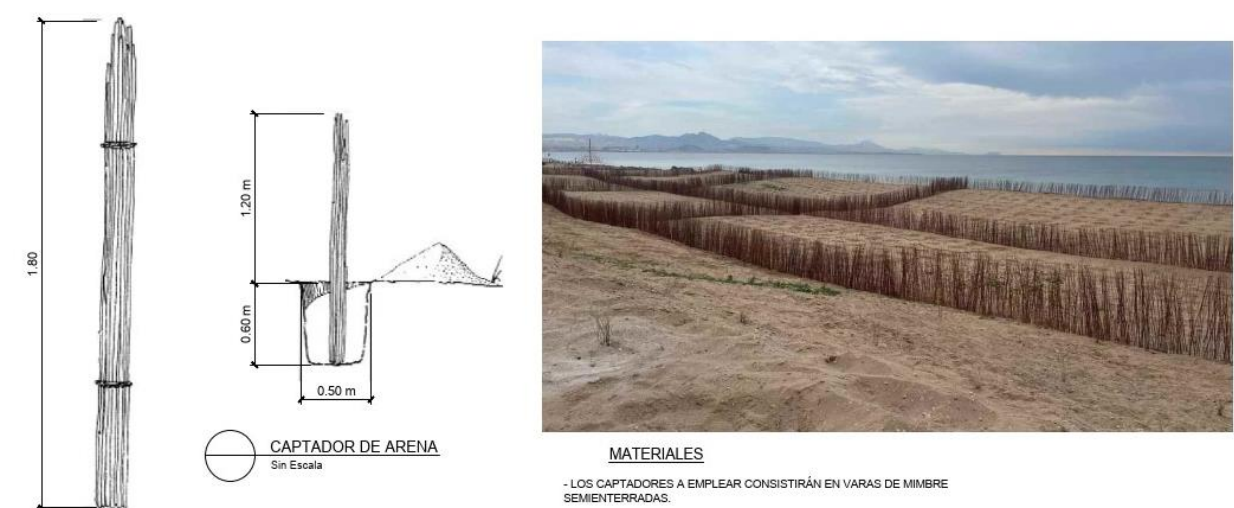 1.80
1.20 m
0.60 m
0.50 m
CAPTADOR DE ARENA
Sin Escala
MATERIALES
- LOS CAPTADORES A EMPLEAR CONSISTIRÁN EN VARAS DE MIMBRE
SEMIENTERRADAS.